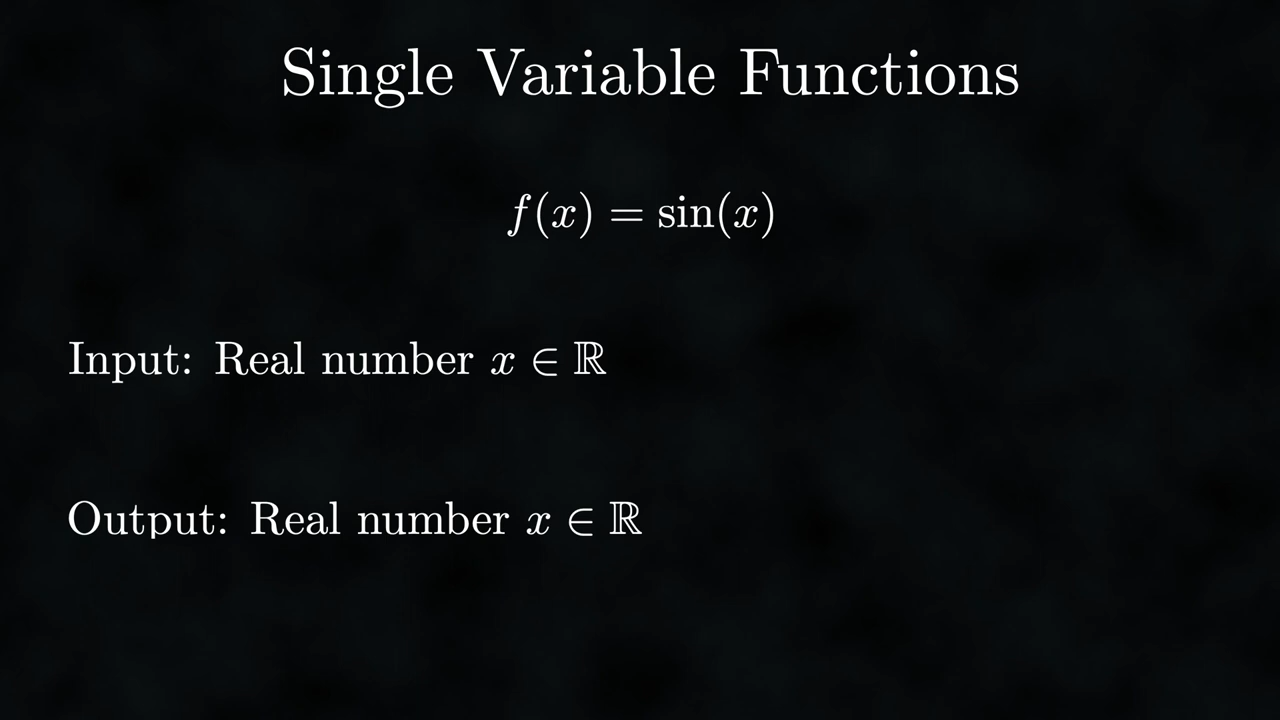 Single Variable Functions
f(x) = sin(x)
Input: Real number x ∈ ℝ
Output: Real number x ∈ ℝ